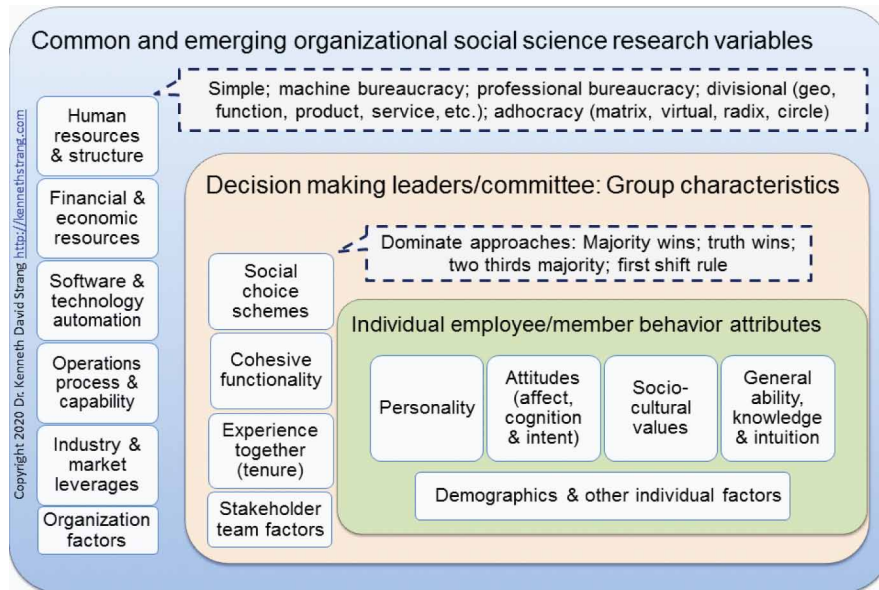 Common and emerging organizational social science research variables
Simple; machine bureaucracy; professional bureaucracy; divisional (geo,
function, product, service, etc.); adhocracy (matrix, virtual, radix, circle)
Copyright 2020 Dr. Kenneth David Strang http://kennethstrang.com
Human
resources
& structure
Financial &
economic
resources
Software &
technology
automation
Operations
process &
capability
Industry &
market
leverages
Organization
factors
Decision making leaders/committee: Group characteristics
Dominate approaches: Majority wins; truth wins;
two thirds majority; first shift rule
Social
choice
schemes
Cohesive
functionality
Experience
together
(tenure)
Stakeholder
team factors
Individual employee/member behavior attributes
Personality
Attitudes
(affect,
cognition
& intent)
Socio-
cultural
values
General
ability,
knowledge
& intuition
Demographics & other individual factors